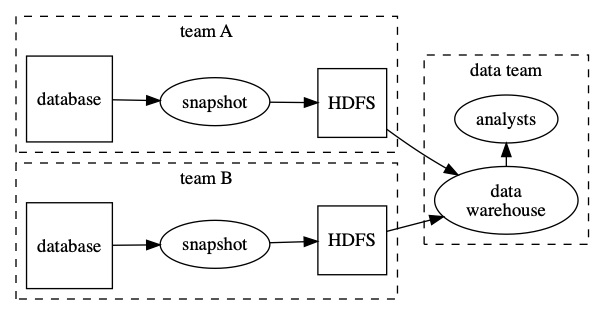 team A
database
snapshot
HDFS
team B
database
snapshot
HDFS
data team
analysts
data
warehouse